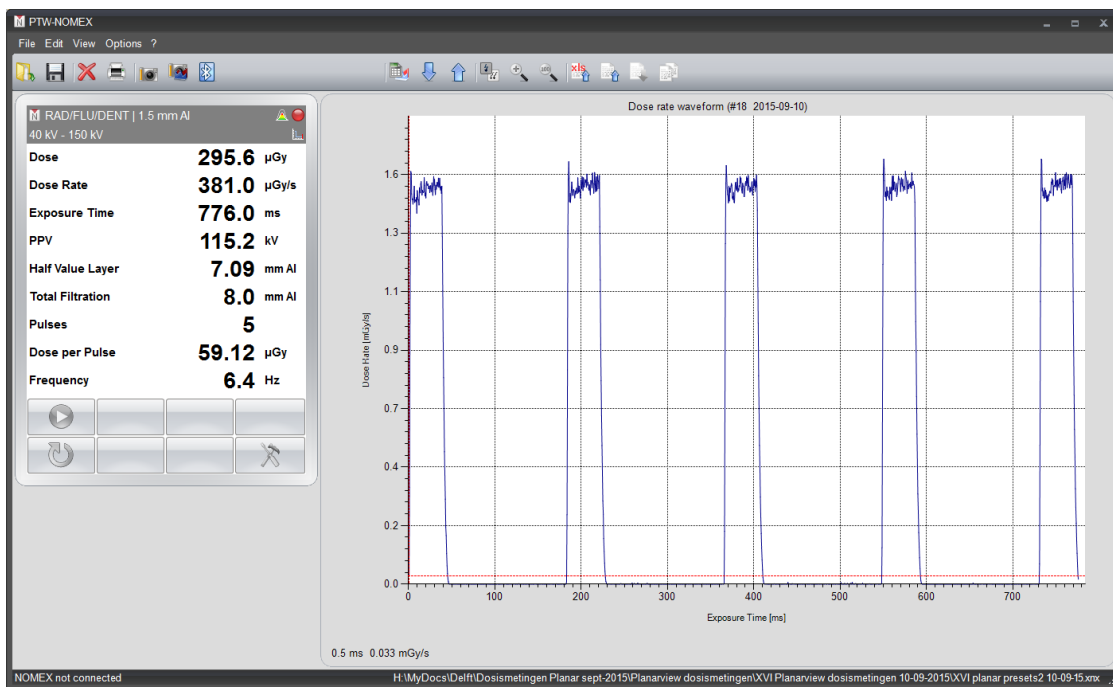 PTW-NOMEX
File Edit View Options ?
xls
100
RAD/FLU/DENT | 1.5 mm Al
40 kV - 150 kV
Dose 295.6 µGy
Dose Rate 381.0 µGy/s
Exposure Time 776.0 ms
PPV 115.2 kV
Half Value Layer 7.09 mm Al
Total Filtration 8.0 mm Al
Pulses 5
Dose per Pulse 59.12 µGy
Frequency 6.4 Hz
Dose rate waveform (#18 2015-09-10)
1.6
1.3
1.1
0.9
0.7
0.4
0.2
0.0
Dose Rate [mGy/s]
0 100 200 300 400 500 600 700
Exposure Time [ms]
0.5 ms 0.033 mGy/s
NOMEX not connected
H:\MyDocs\Delft\Dosismetingen Planar sept-2015\Planarview dosismetingen\XVI Planarview dosismetingen 10-09-2015\XVI planar presets2 10-09-15.xnx